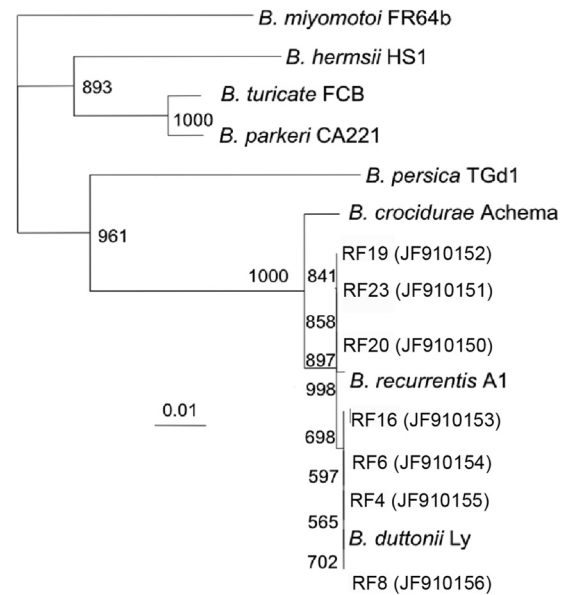 B. miyomotoi FR64b
B. hermsii HS1
893
B. turicate FCB
1000
B. parkeri CA221
B. persica TGd1
B. crocidurae Achema
961
RF19 (JF910152)
1000
841
RF23 (JF910151)
858
RF20 (JF910150)
897
B. recurrentis A1
998
0.01
RF16 (JF910153)
698
RF6 (JF910154)
597
RF4 (JF910155)
565
B. duttonii Ly
702
RF8 (JF910156)